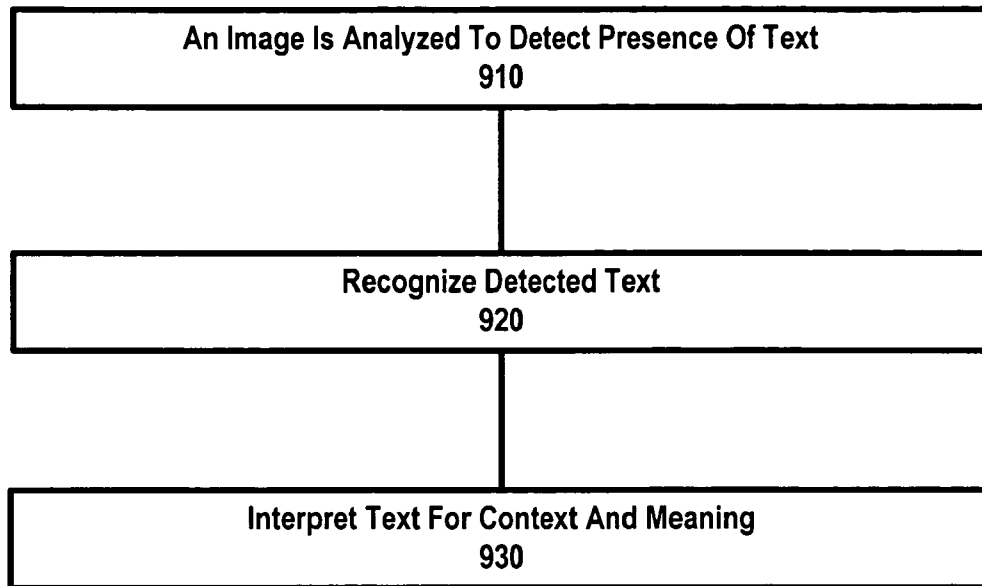 An Image Is Analyzed To Detect Presence Of Text
910
Recognize Detected Text
920
Interpret Text For Context And Meaning
930